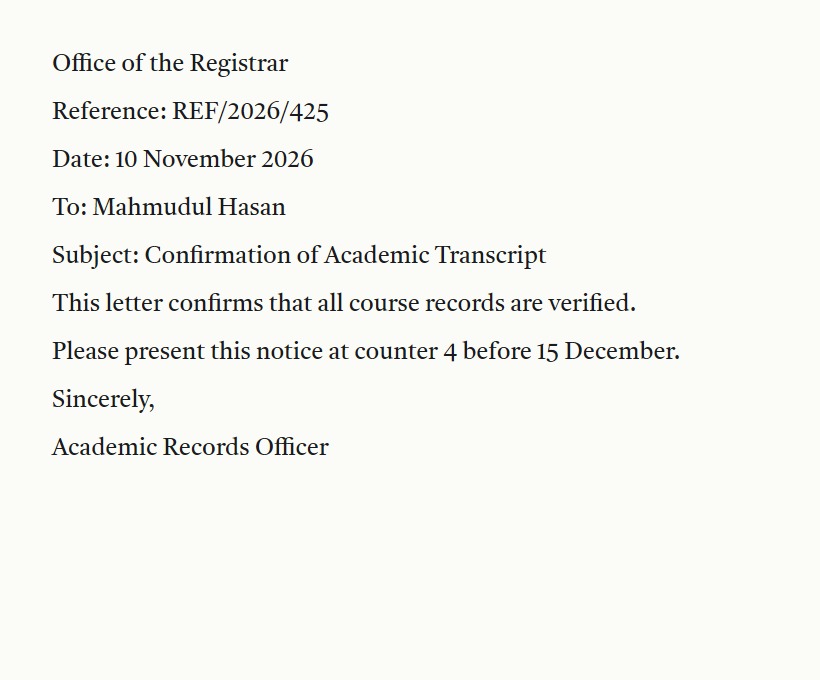 Office of the Registrar
Reference: REF/2026/425
Date: 10 November 2026
To: Mahmudul Hasan
Subject: Confirmation of Academic Transcript
This letter confirms that all course records are verified.
Please present this notice at counter 4 before 15 December.
Sincerely,
Academic Records Officer